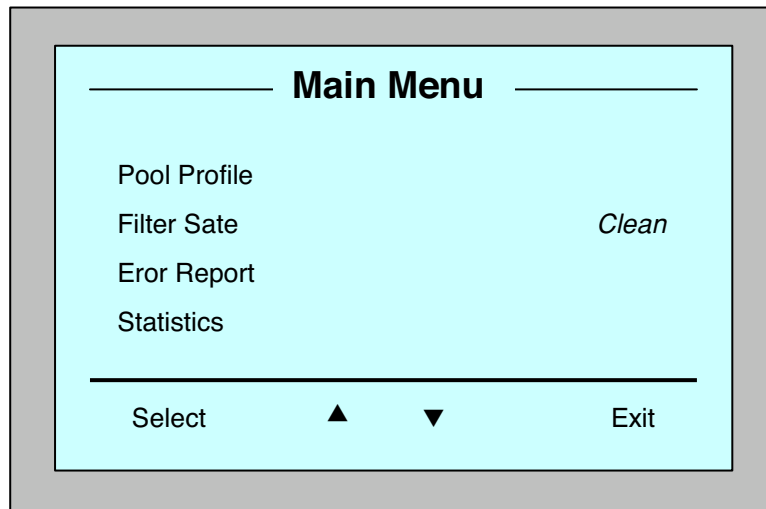 Main Menu
Pool Profile
Filter Sate Clean
Eror Report
Statistics
Select ▲ ▼ Exit